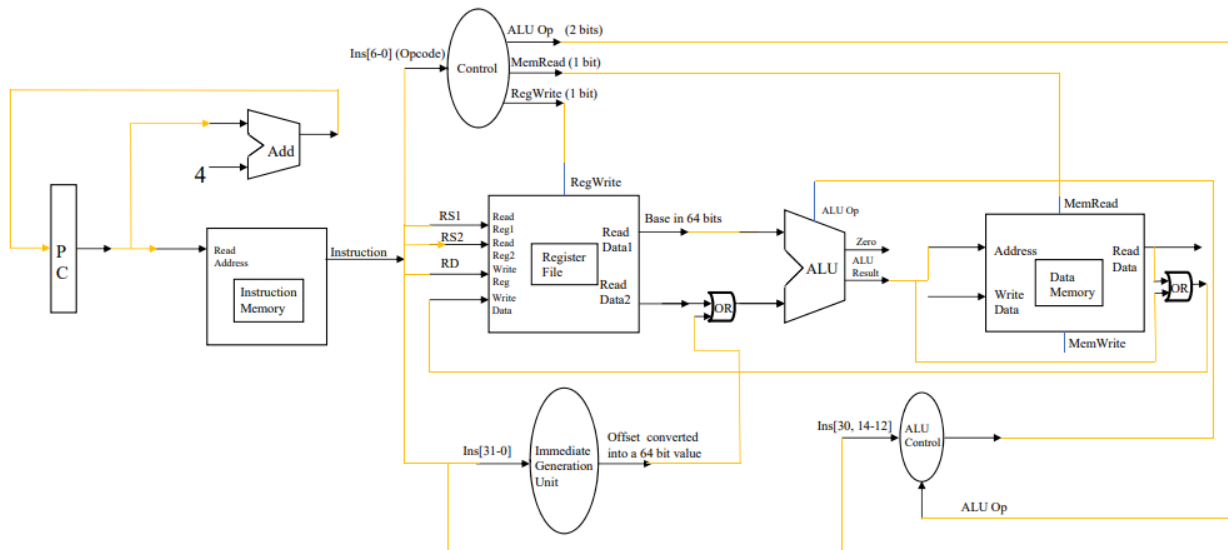 ALU Op (2 bits)
Ins[6-0] (Opcode)
Control
MemRead (1 bit)
RegWrite (1 bit)
Add
4
P
C
Read
Address
Instruction
Memory
Instruction
RegWrite
RS1
RS2
RD
Read
Reg1
Read
Reg2
Write
Reg
Write
Data
Register
File
Read
Data1
Read
Data2
Base in 64 bits
OR
ALU Op
ALU
Zero
ALU
Result
MemRead
Address
Read
Data
Data
Memory
Write
Data
MemWrite
OR
Ins[31-0]
Immediate
Generation
Unit
Offset converted
into a 64 bit value
Ins[30, 14-12]
ALU
Control
ALU Op